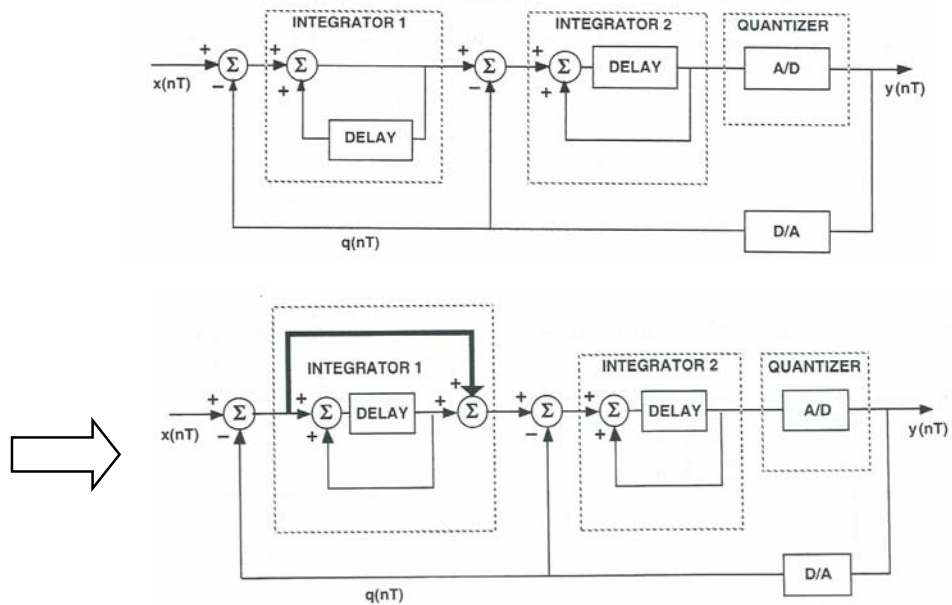 INTEGRATOR 1
INTEGRATOR 2
QUANTIZER
+ + + + + Σ Σ Σ Σ DELAY A/D
x(nT) − + − + y(nT)
DELAY
D/A
q(nT)
INTEGRATOR 1
INTEGRATOR 2
QUANTIZER
+ + + + + + + Σ Σ DELAY Σ Σ Σ DELAY A/D
x(nT) − + − + y(nT)
D/A
q(nT)